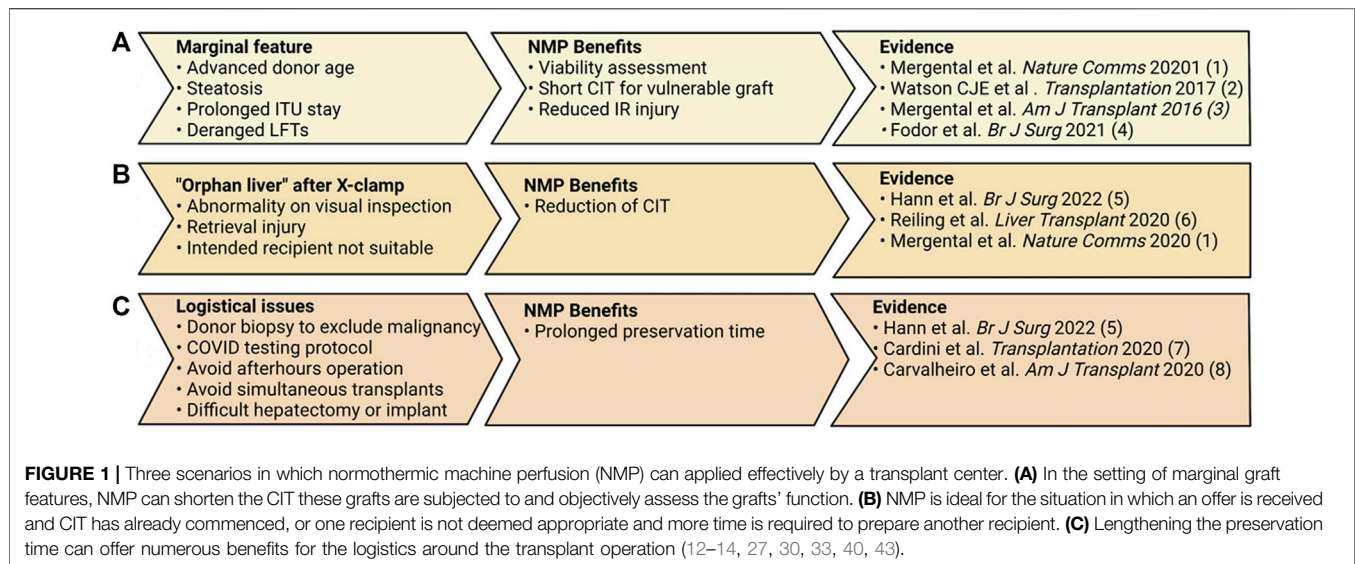 A
Marginal feature
• Advanced donor age
• Steatosis
• Prolonged ITU stay
• Deranged LFTs
NMP Benefits
• Viability assessment
• Short CIT for vulnerable graft
• Reduced IR injury
Evidence
• Mergental et al. Nature Comms 20201 (1)
• Watson CJE et al . Transplantation 2017 (2)
• Mergental et al. Am J Transplant 2016 (3)
• Fodor et al. Br J Surg 2021 (4)
B
"Orphan liver" after X-clamp
• Abnormality on visual inspection
• Retrieval injury
• Intended recipient not suitable
NMP Benefits
• Reduction of CIT
Evidence
• Hann et al. Br J Surg 2022 (5)
• Reiling et al. Liver Transplant 2020 (6)
• Mergental et al. Nature Comms 2020 (1)
C
Logistical issues
• Donor biopsy to exclude malignancy
• COVID testing protocol
• Avoid afterhours operation
• Avoid simultaneous transplants
• Difficult hepatectomy or implant
NMP Benefits
• Prolonged preservation time
Evidence
• Hann et al. Br J Surg 2022 (5)
• Cardini et al. Transplantation 2020 (7)
• Carvalheiro et al. Am J Transplant 2020 (8)
FIGURE 1 | Three scenarios in which normothermic machine perfusion (NMP) can applied effectively by a transplant center. (A) In the setting of marginal graft
features, NMP can shorten the CIT these grafts are subjected to and objectively assess the grafts' function. (B) NMP is ideal for the situation in which an offer is received
and CIT has already commenced, or one recipient is not deemed appropriate and more time is required to prepare another recipient. (C) Lengthening the preservation
time can offer numerous benefits for the logistics around the transplant operation (12–14, 27, 30, 33, 40, 43).